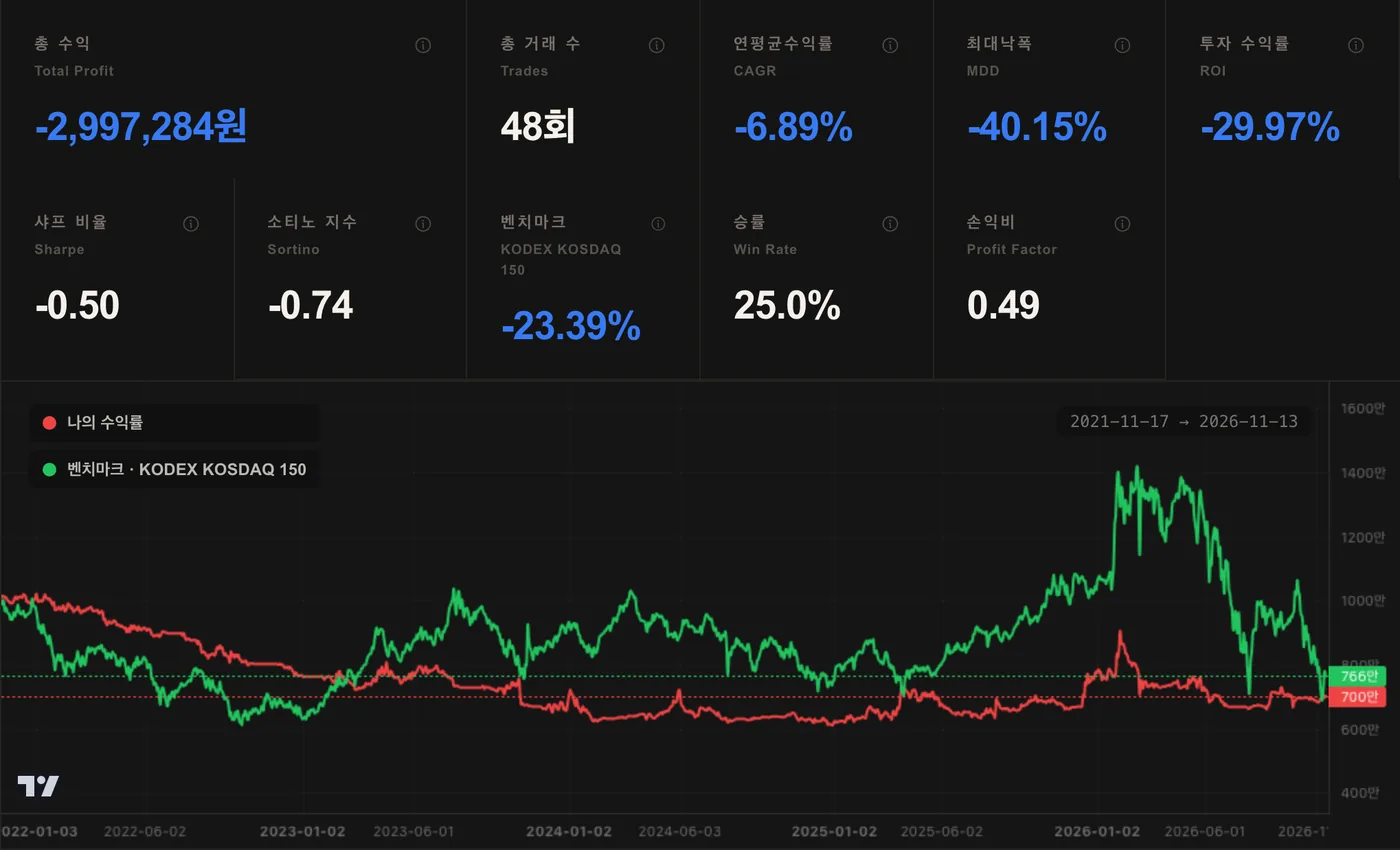 총 수익
Total Profit
-2,997,284원
총 거래 수
Trades
48회
연평균수익률
CAGR
-6.89%
최대낙폭
MDD
-40.15%
투자 수익률
ROI
-29.97%
샤프 비율
Sharpe
-0.50
소티노 지수
Sortino
-0.74
벤치마크
KODEX KOSDAQ
150
-23.39%
승률
Win Rate
25.0%
손익비
Profit Factor
0.49
나의 수익률
벤치마크 · KODEX KOSDAQ 150
2021-11-17 → 2026-11-13
1600만
1400만
1200만
1000만
800만
766만
700만
600만
400만
022-01-03
2022-06-02
2023-01-02
2023-06-01
2024-01-02
2024-06-03
2025-01-02
2025-06-02
2026-01-02
2026-06-01
2026-1